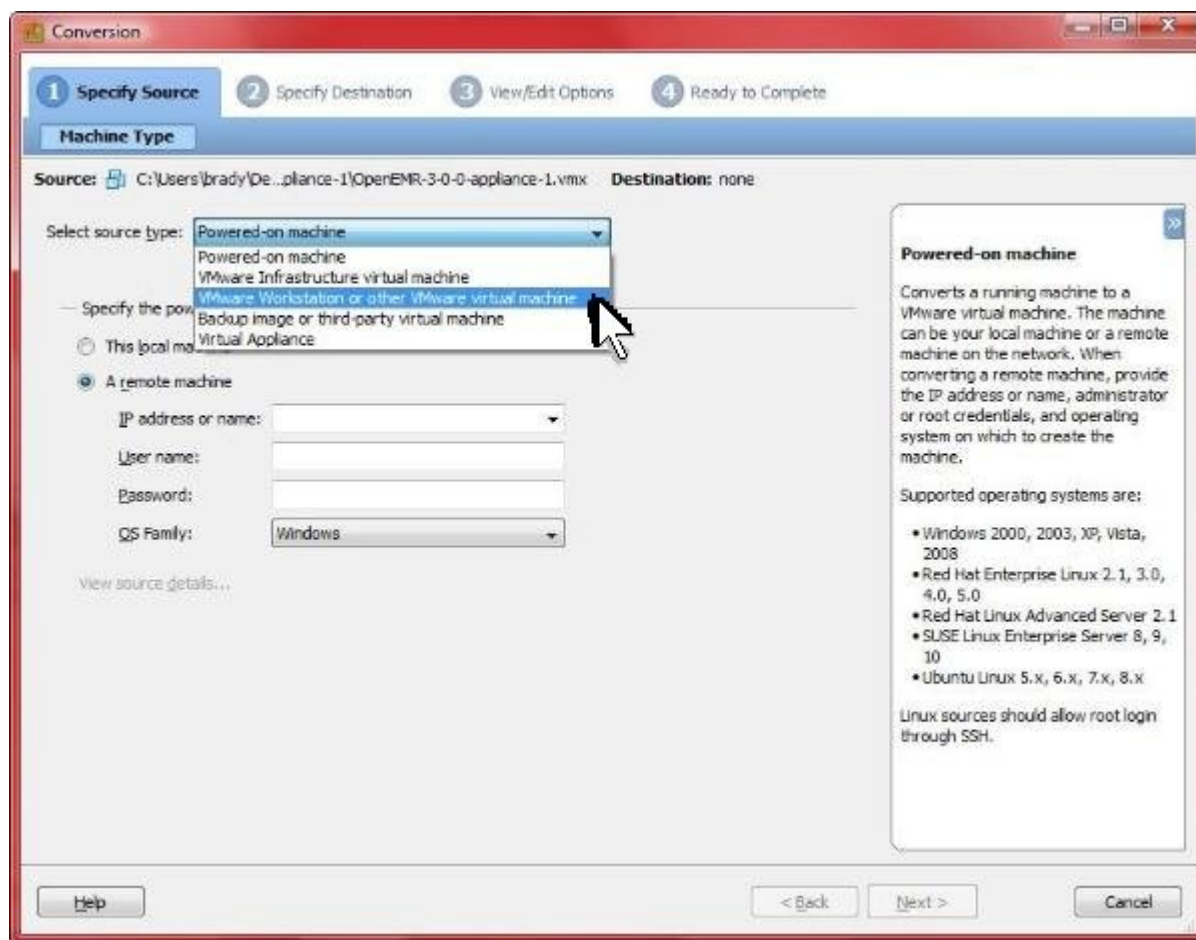 Conversion
1 Specify Source 2 Specify Destination 3 View/Edit Options 4 Ready to Complete
Machine Type
Source: C:\Users\brady\De...pliance-1\OpenEMR-3-0-0-appliance-1.vmx Destination: none
Select source type: Powered-on machine
Powered-on machine
VMware Infrastructure virtual machine
VMware Workstation or other VMware virtual machine
Backup image or third-party virtual machine
Virtual Appliance
Specify the pow
This local ma
A remote machine
IP address or name:
User name:
Password:
OS Family: Windows
View source details...
»
Powered-on machine
Converts a running machine to a
VMware virtual machine. The machine
can be your local machine or a remote
machine on the network. When
converting a remote machine, provide
the IP address or name, administrator
or root credentials, and operating
system on which to create the
machine.
Supported operating systems are:
• Windows 2000, 2003, XP, Vista,
2008
• Red Hat Enterprise Linux 2.1, 3.0,
4.0, 5.0
• Red Hat Linux Advanced Server 2.1
• SUSE Linux Enterprise Server 8, 9,
10
• Ubuntu Linux 5.x, 6.x, 7.x, 8.x
Linux sources should allow root login
through SSH.
Help < Back Next > Cancel